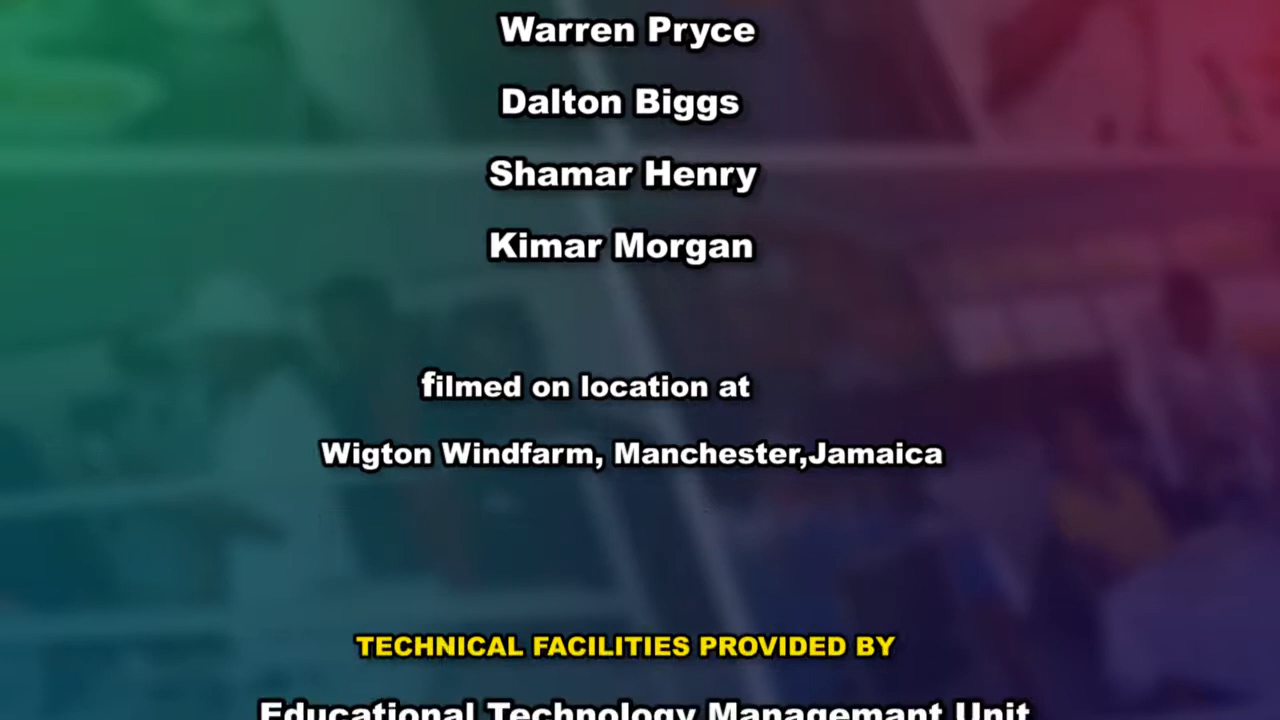 Warren Pryce
Dalton Biggs
Shamar Henry
Kimar Morgan
filmed on location at
Wigton Windfarm, Manchester,Jamaica
TECHNICAL FACILITIES PROVIDED BY
Educational Technology Managemant Unit